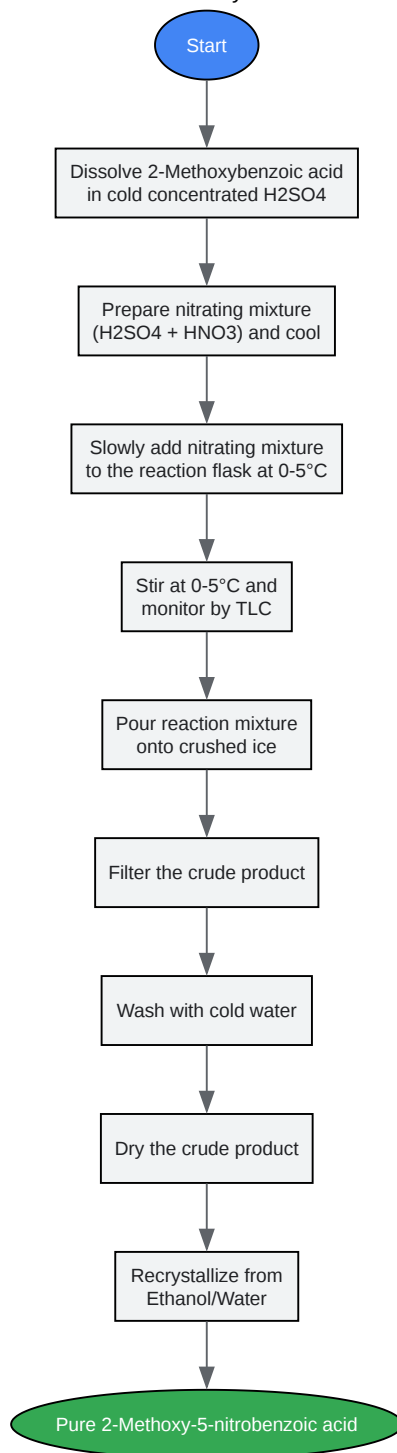 Start
Dissolve 2-Methoxybenzoic acid
in cold concentrated H2SO4
Prepare nitrating mixture
(H2SO4 + HNO3) and cool
Slowly add nitrating mixture
to the reaction flask at 0-5°C
Stir at 0-5°C and
monitor by TLC
Pour reaction mixture
onto crushed ice
Filter the crude product
Wash with cold water
Dry the crude product
Recrystallize from
Ethanol/Water
Pure 2-Methoxy-5-nitrobenzoic acid